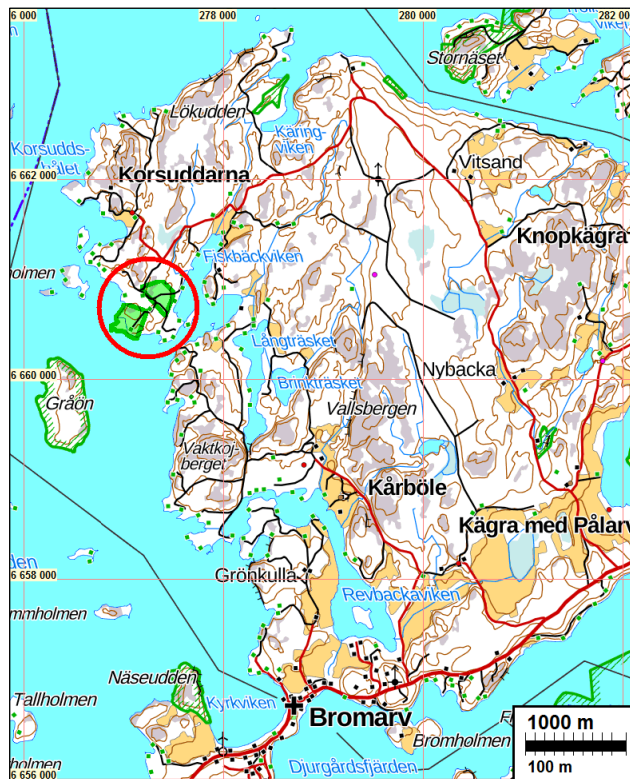 6 000
278 000
280 000
282 0
Stornäset
Lökudden
Käring-
viken
Korsudds-
Korsuddarna
Vitsand
6 662 000
Knopkägra
Fiskbäckviken
holmen
Långträsket
6 660 000
Nybacka
Brinkträsket
Gråön
Vallsbergen
Vaktkoj-
berget
Kårböle
Kägra med Pålarv
den
6 658 000
Grönkulla
Revbackaviken
mmholmen
Näseudden
Kyrkviken
Tallholmen
Bromarv
1000 m
Bromholmen
holmen
Djurgårdsfjärden
100 m
6 656 000